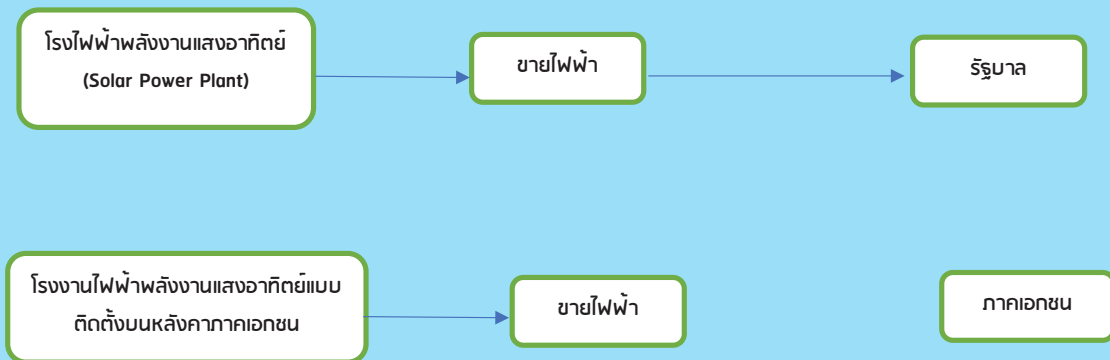 โรงไฟฟ้าพลังงานแสงอาทิตย์
(Solar Power Plant)
ขายไฟฟ้า
รัฐบาล
โรงงานไฟฟ้าพลังงานแสงอาทิตย์แบบ
ติดตั้งบนหลังคาภาคเอกชน
ขายไฟฟ้า
ภาคเอกชน